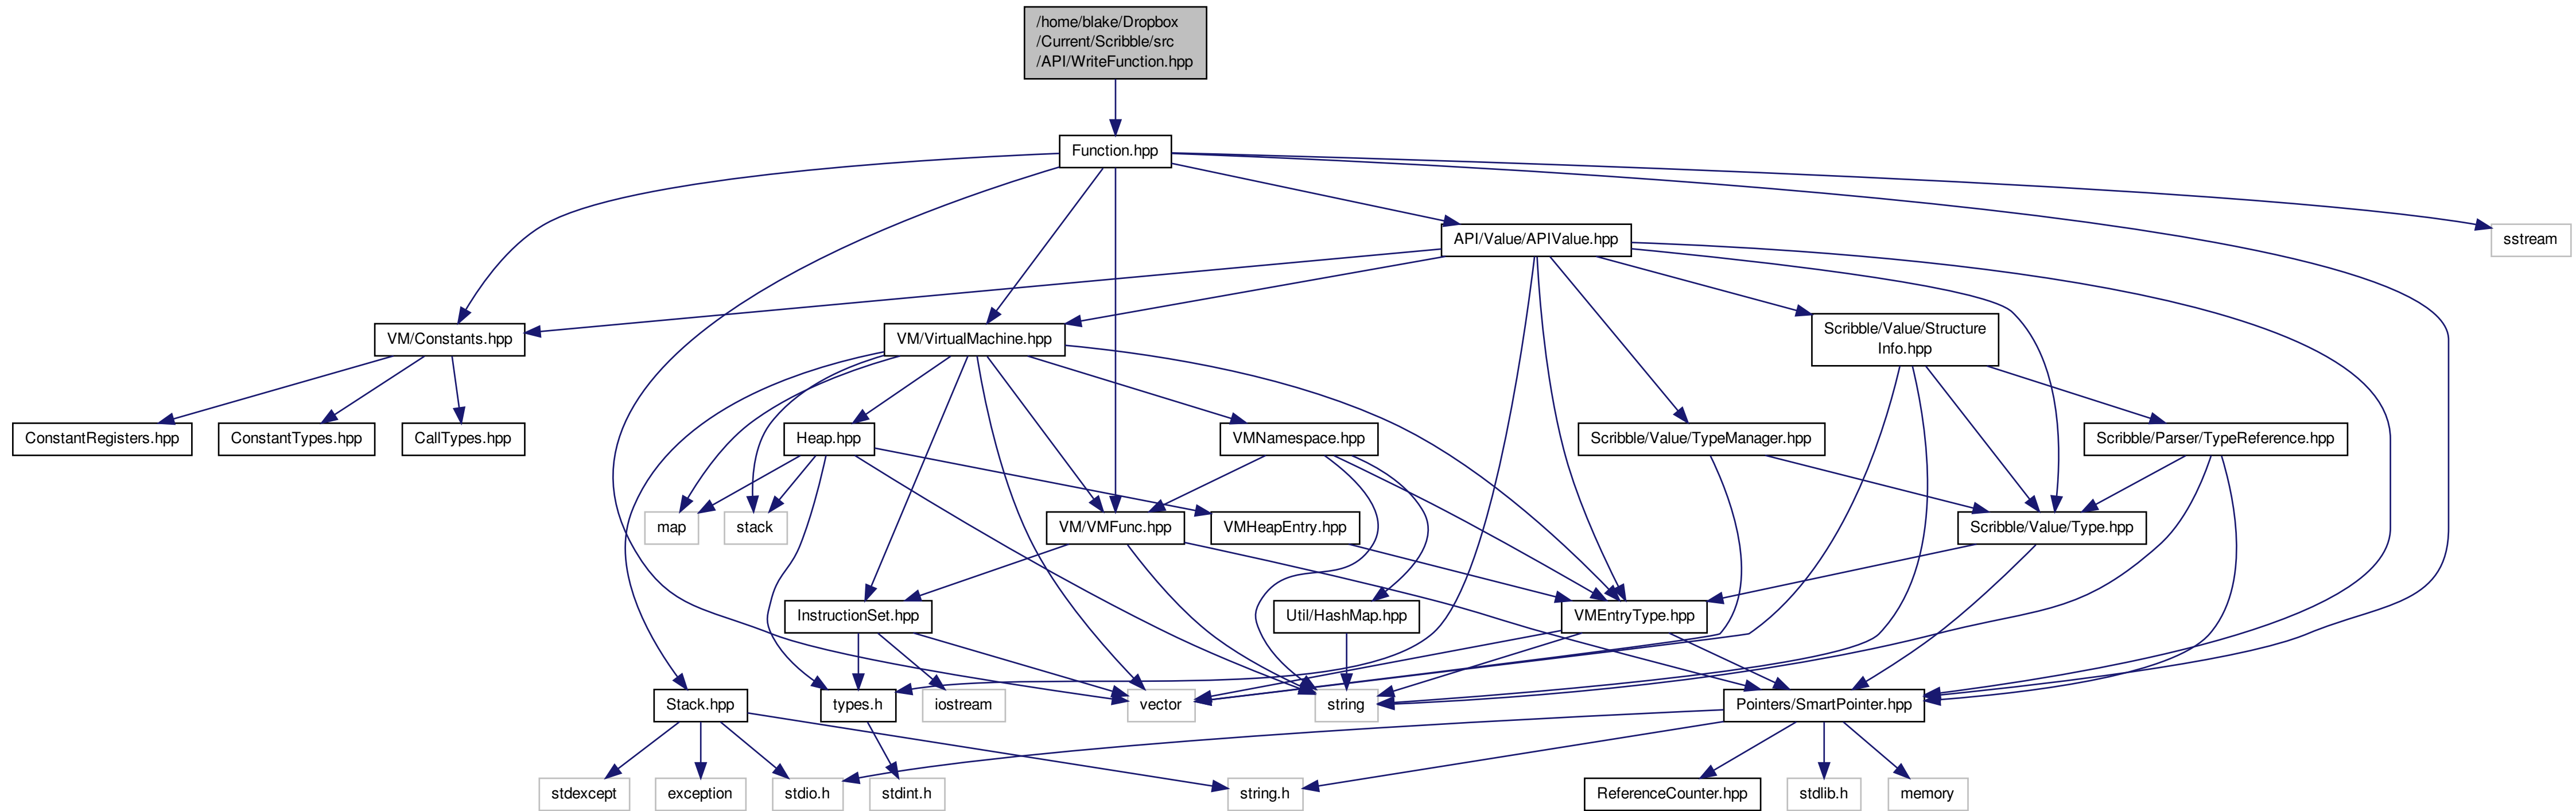 /home/blake/Dropbox
/Current/Scribble/src
/API/WriteFunction.hpp
Function.hpp
API/Value/APIValue.hpp
sstream
VM/Constants.hpp
VM/VirtualMachine.hpp
Scribble/Value/Structure
Info.hpp
ConstantRegisters.hpp
ConstantTypes.hpp
CallTypes.hpp
Heap.hpp
VMNamespace.hpp
Scribble/Value/TypeManager.hpp
Scribble/Parser/TypeReference.hpp
map
stack
VM/VMFunc.hpp
VMHeapEntry.hpp
Scribble/Value/Type.hpp
InstructionSet.hpp
Util/HashMap.hpp
VMEntryType.hpp
Stack.hpp
types.h
iostream
vector
string
Pointers/SmartPointer.hpp
stdexcept
exception
stdio.h
stdint.h
string.h
ReferenceCounter.hpp
stdlib.h
memory